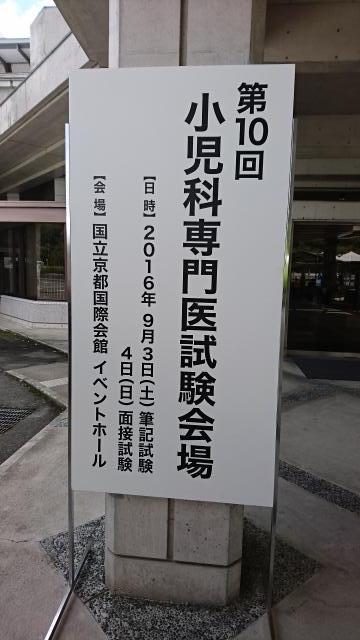 第10回
小児科専門医試験会場
【日 時】2016年 9月3日(土) 筆記試験
4日(日) 面接試験
【会 場】国立京都国際会館 イベントホール